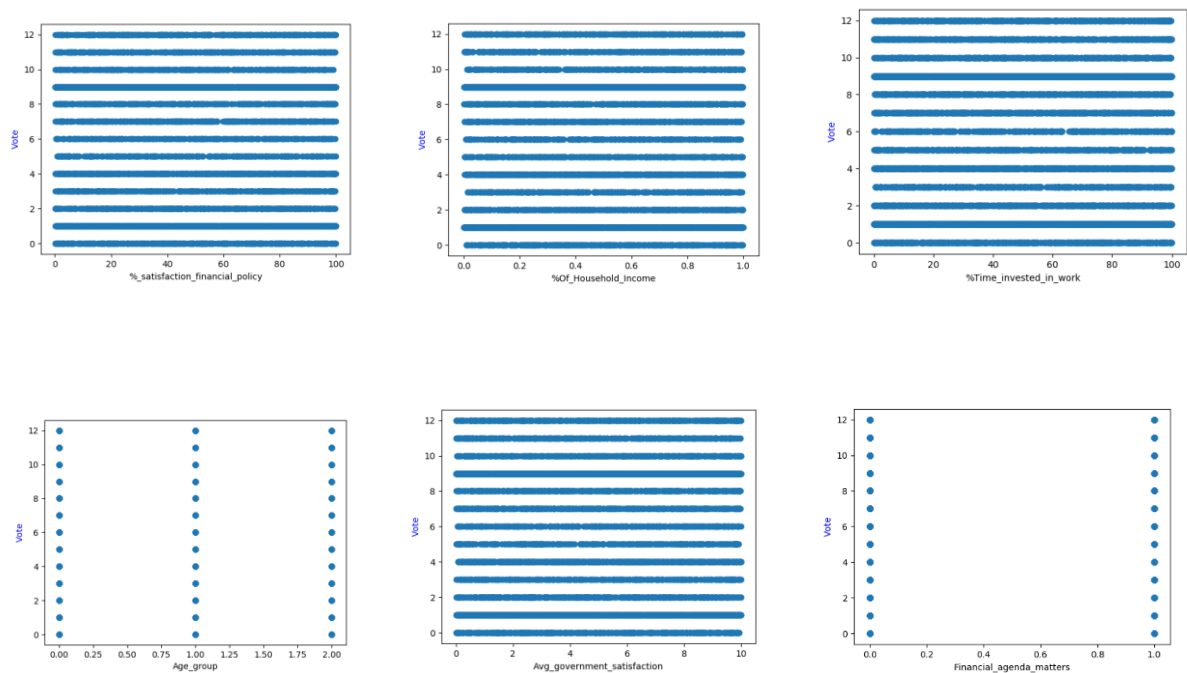 12
10
8
6
4
2
0
Vote
0 20 40 60 80 100
%_satisfaction_financial_policy
12
10
8
6
4
2
0
Vote
0.0 0.2 0.4 0.6 0.8 1.0
%Of_Household_Income
12
10
8
6
4
2
0
Vote
0 20 40 60 80 100
%Time_invested_in_work
12
10
8
6
4
2
0
Vote
0.00 0.25 0.50 0.75 1.00 1.25 1.50 1.75 2.00
Age_group
12
10
8
6
4
2
0
Vote
0 2 4 6 8 10
Avg_government_satisfaction
12
10
8
6
4
2
0
Vote
0.0 0.2 0.4 0.6 0.8 1.0
Financial_agenda_matters